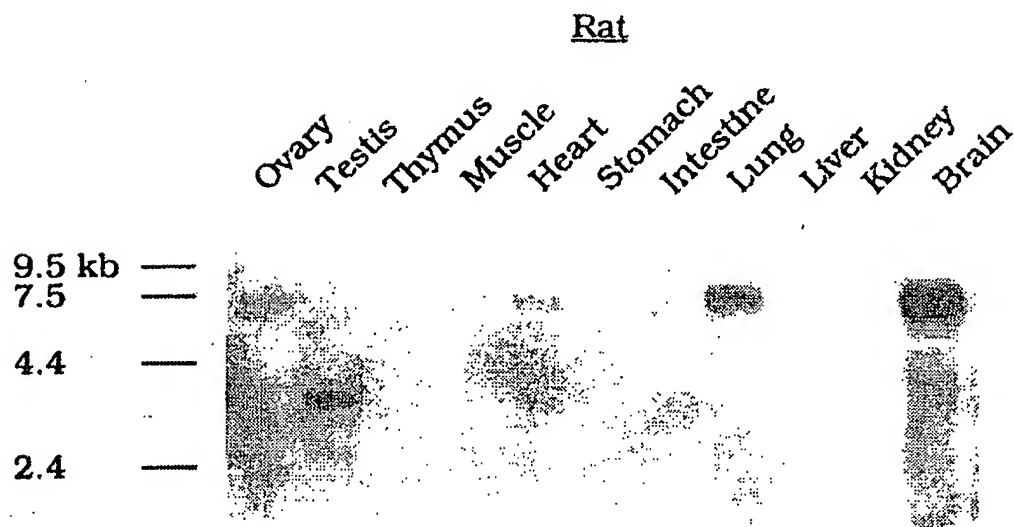 Rat
Ovary
Testis
Thymus
Muscle
Heart
Stomach
Intestine
Lung
Liver
Kidney
Brain
9.5 kb
7.5
4.4
2.4